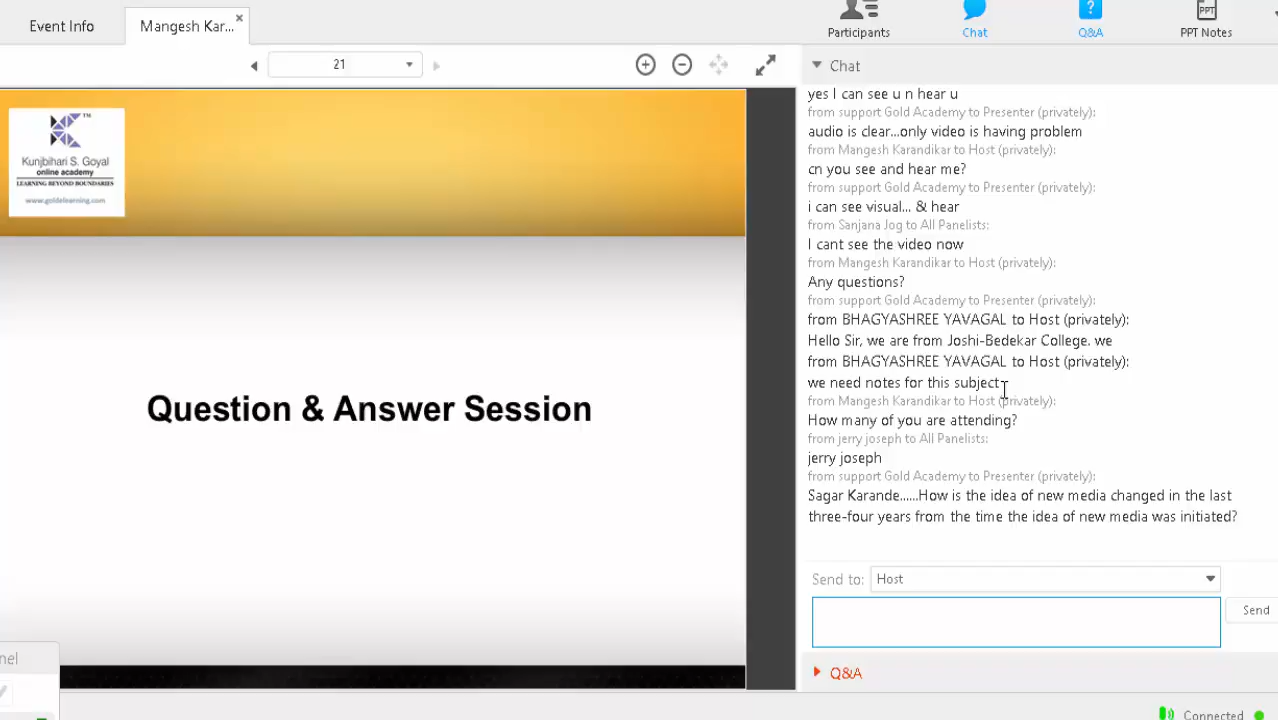 Event Info
Mangesh Kar...
Participants
Chat
Q&A
PPT Notes
21
Chat
TM
Kunjbihari S. Goyal
online academy
LEARNING BEYOND BOUNDARIES
www.goldelearning.com
Question & Answer Session
yes I can see u n hear u
from support Gold Academy to Presenter (privately):
audio is clear...only video is having problem
from Mangesh Karandikar to Host (privately):
cn you see and hear me?
from support Gold Academy to Presenter (privately):
i can see visual... & hear
from Sanjana Jog to All Panelists:
I cant see the video now
from Mangesh Karandikar to Host (privately):
Any questions?
from support Gold Academy to Presenter (privately):
from BHAGYASHREE YAVAGAL to Host (privately):
Hello Sir, we are from Joshi-Bedekar College. we
from BHAGYASHREE YAVAGAL to Host (privately):
we need notes for this subject
from Mangesh Karandikar to Host (privately):
How many of you are attending?
from jerry joseph to All Panelists:
jerry joseph
from support Gold Academy to Presenter (privately):
Sagar Karande......How is the idea of new media changed in the last
three-four years from the time the idea of new media was initiated?
Send to:
Host
Send
Q&A
nel
Connected